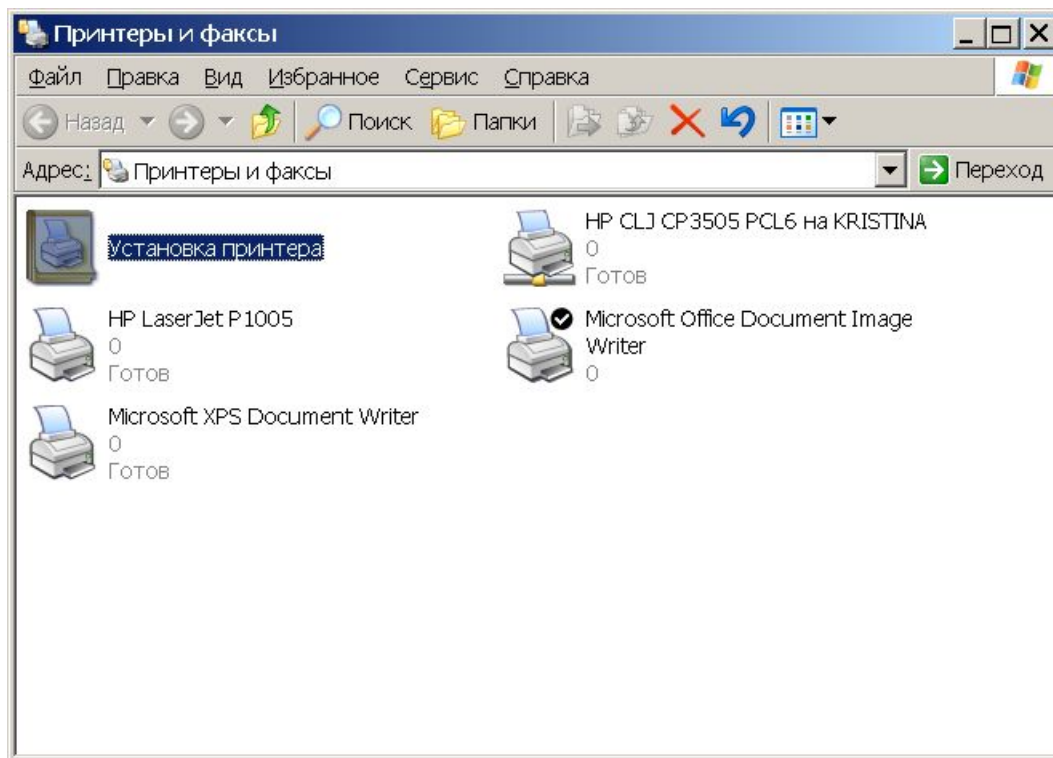 Принтеры и факсы
Файл Правка Вид Избранное Сервис Справка
Назад Поиск Папки
Адрес: Принтеры и факсы Переход
Установка принтера
HP CLJ CP3505 PCL6 на KRISTINA
0
Готов
HP LaserJet P1005
0
Готов
Microsoft Office Document Image
Writer
0
Microsoft XPS Document Writer
0
Готов